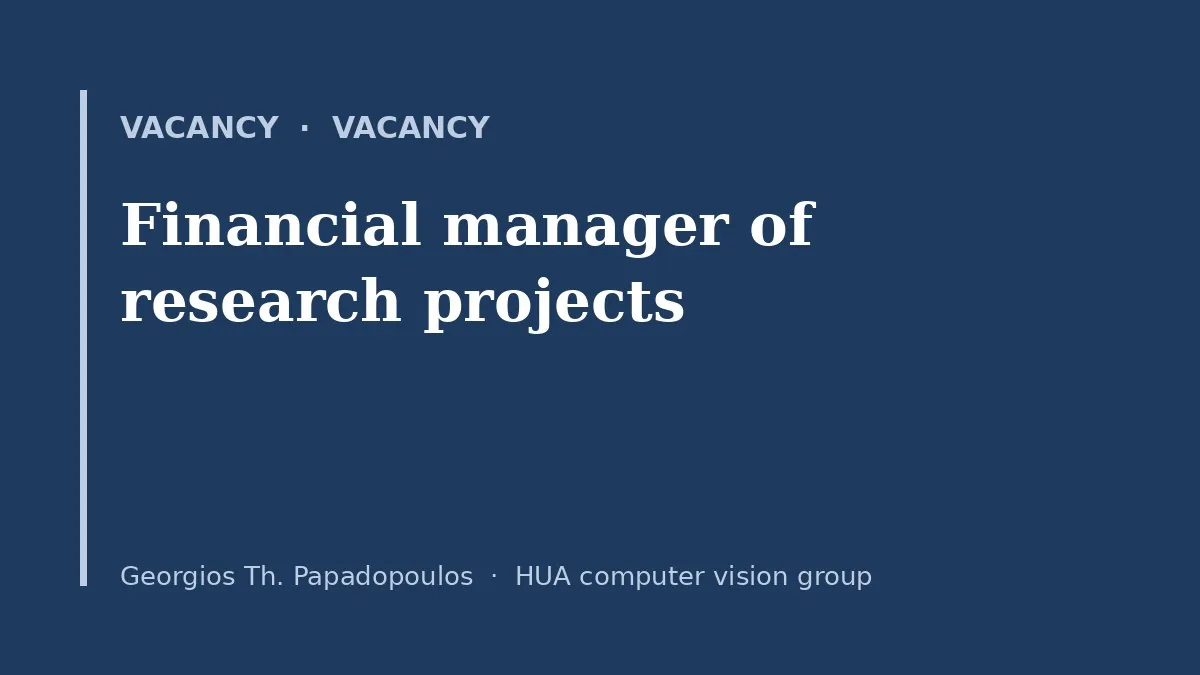 VACANCY · VACANCY
Financial manager of
research projects
Georgios Th. Papadopoulos · HUA computer vision group